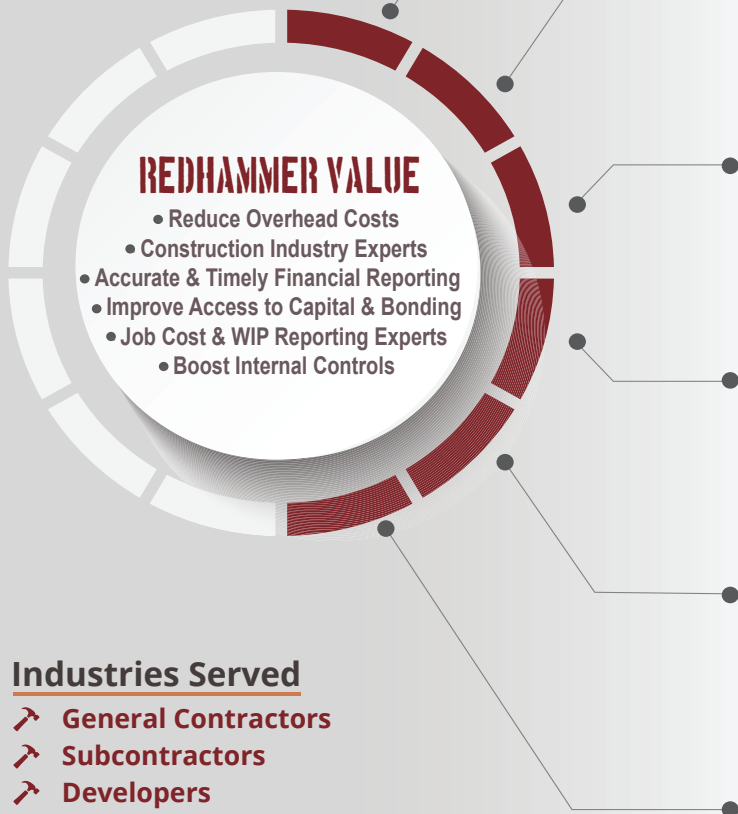 REDHAMMER VALUE
• Reduce Overhead Costs
• Construction Industry Experts
• Accurate & Timely Financial Reporting
• Improve Access to Capital & Bonding
• Job Cost & WIP Reporting Experts
• Boost Internal Controls
Industries Served
General Contractors
Subcontractors
Developers